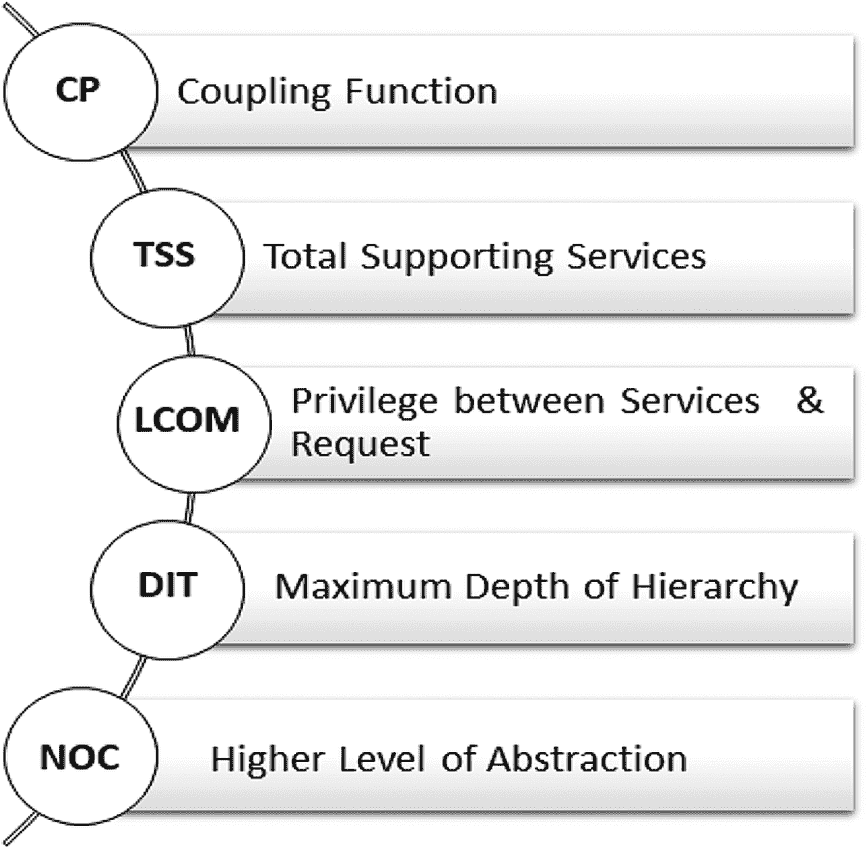 CP
Coupling Function
TSS
Total Supporting Services
LCOM
Privilege between Services &
Request
DIT
Maximum Depth of Hierarchy
NOC
Higher Level of Abstraction